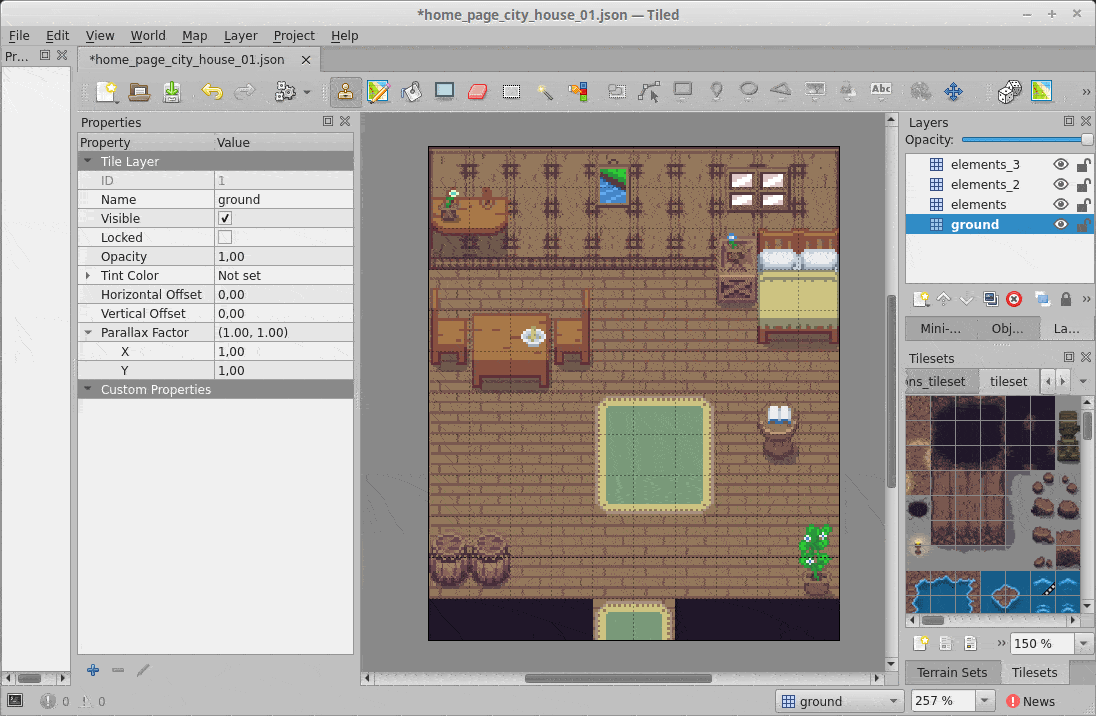 *home_page_city_house_01.json — Tiled
File Edit View World Map Layer Project Help
Pr...
*home_page_city_house_01.json
Abc
Properties
Property Value
Tile Layer
ID 1
Name ground
Visible
Locked
Opacity 1,00
Tint Color Not set
Horizontal Offset 0,00
Vertical Offset 0,00
Parallax Factor (1.00, 1.00)
X 1,00
Y 1,00
Custom Properties
Layers
Opacity:
elements_3
elements_2
elements
ground
Mini-... Obj... La...
Tilesets
ons_tileset tileset
150 %
Terrain Sets Tilesets
0 0
ground 257 % News